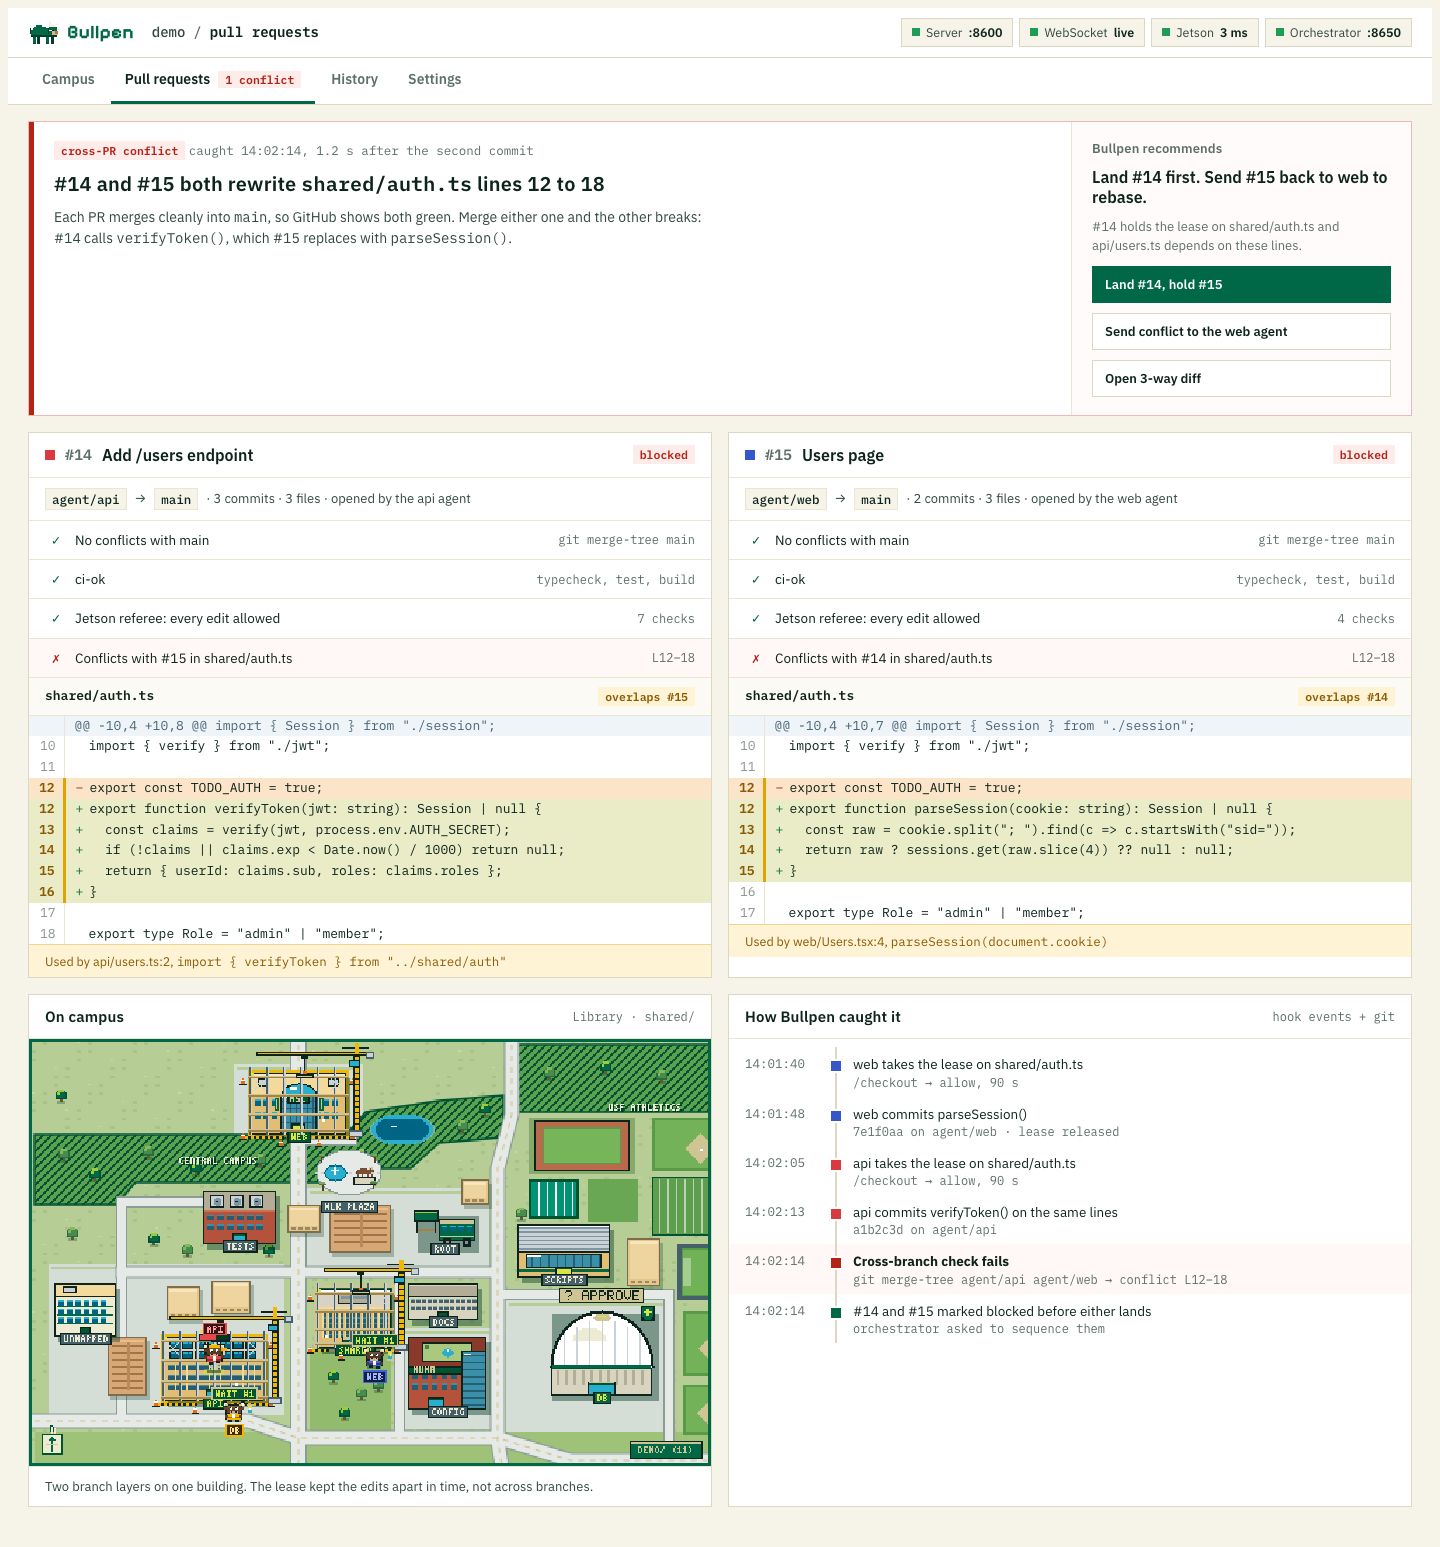 Bullpen demo / pull requests
Server :8600 WebSocket live Jetson 3 ms Orchestrator :8650
Campus Pull requests 1 conflict History Settings
cross-PR conflict caught 14:02:14, 1.2 s after the second commit
#14 and #15 both rewrite shared/auth.ts lines 12 to 18
Each PR merges cleanly into main, so GitHub shows both green. Merge either one and the other breaks:
#14 calls verifyToken(), which #15 replaces with parseSession().
Bullpen recommends
Land #14 first. Send #15 back to web to
rebase.
#14 holds the lease on shared/auth.ts and
api/users.ts depends on these lines.
Land #14, hold #15
Send conflict to the web agent
Open 3-way diff
#14 Add /users endpoint blocked
agent/api → main · 3 commits · 3 files · opened by the api agent
✓ No conflicts with main git merge-tree main
✓ ci-ok typecheck, test, build
✓ Jetson referee: every edit allowed 7 checks
✗ Conflicts with #15 in shared/auth.ts L12–18
shared/auth.ts overlaps #15
@@ -10,4 +10,8 @@ import { Session } from "./session";
10 import { verify } from "./jwt";
11
12 − export const TODO_AUTH = true;
12 + export function verifyToken(jwt: string): Session | null {
13 + const claims = verify(jwt, process.env.AUTH_SECRET);
14 + if (!claims || claims.exp < Date.now() / 1000) return null;
15 + return { userId: claims.sub, roles: claims.roles };
16 + }
17
18 export type Role = "admin" | "member";
Used by api/users.ts:2, import { verifyToken } from "../shared/auth"
#15 Users page blocked
agent/web → main · 2 commits · 3 files · opened by the web agent
✓ No conflicts with main git merge-tree main
✓ ci-ok typecheck, test, build
✓ Jetson referee: every edit allowed 4 checks
✗ Conflicts with #14 in shared/auth.ts L12–18
shared/auth.ts overlaps #14
@@ -10,4 +10,7 @@ import { Session } from "./session";
10 import { verify } from "./jwt";
11
12 − export const TODO_AUTH = true;
12 + export function parseSession(cookie: string): Session | null {
13 + const raw = cookie.split("; ").find(c => c.startsWith("sid="));
14 + return raw ? sessions.get(raw.slice(4)) ?? null : null;
15 + }
16
17 export type Role = "admin" | "member";
Used by web/Users.tsx:4, parseSession(document.cookie)
On campus Library · shared/
USF ATHLETICS
WEB
CENTRAL CAMPUS
MLK PLAZA
TESTS
ROOT
SCRIPTS
? APPROVE
UNMAPPED
API
DOCS
WAIT #1
WEB
HUMA
WAIT #1
API
CONFIG
DB
DB
DEMO/ (11)
Two branch layers on one building. The lease kept the edits apart in time, not across branches.
How Bullpen caught it hook events + git
14:01:40 web takes the lease on shared/auth.ts
/checkout → allow, 90 s
14:01:48 web commits parseSession()
7e1f0aa on agent/web · lease released
14:02:05 api takes the lease on shared/auth.ts
/checkout → allow, 90 s
14:02:13 api commits verifyToken() on the same lines
a1b2c3d on agent/api
14:02:14 Cross-branch check fails
git merge-tree agent/api agent/web → conflict L12–18
14:02:14 #14 and #15 marked blocked before either lands
orchestrator asked to sequence them